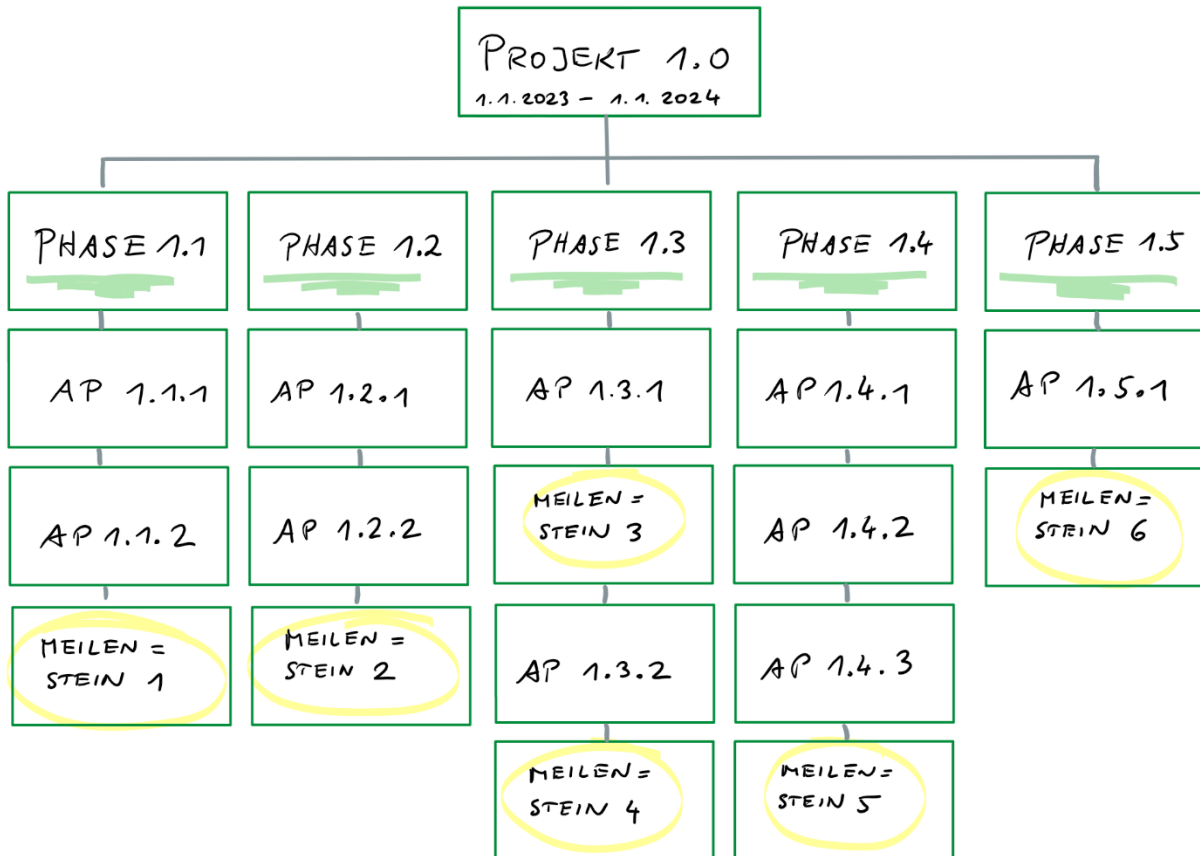 PROJEKT 1.0
1.1.2023 – 1.1.2024
PHASE 1.1
PHASE 1.2
PHASE 1.3
PHASE 1.4
PHASE 1.5
AP 1.1.1
AP 1.2.1
AP 1.3.1
AP 1.4.1
AP 1.5.1
AP 1.1.2
AP 1.2.2
MEILEN=
STEIN 3
AP 1.4.2
MEILEN=
STEIN 6
MEILEN=
STEIN 1
MEILEN=
STEIN 2
AP 1.3.2
AP 1.4.3
MEILEN=
STEIN 4
MEILEN=
STEIN 5